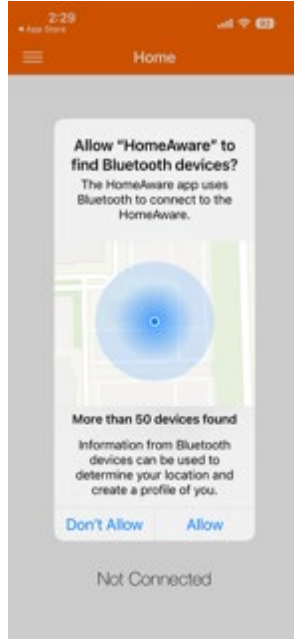 2:29
App Store
82
Home
Allow "HomeAware" to
find Bluetooth devices?
The HomeAware app uses
Bluetooth to connect to the
HomeAware.
More than 50 devices found
Information from Bluetooth
devices can be used to
determine your location and
create a profile of you.
Don't Allow Allow
Not Connected